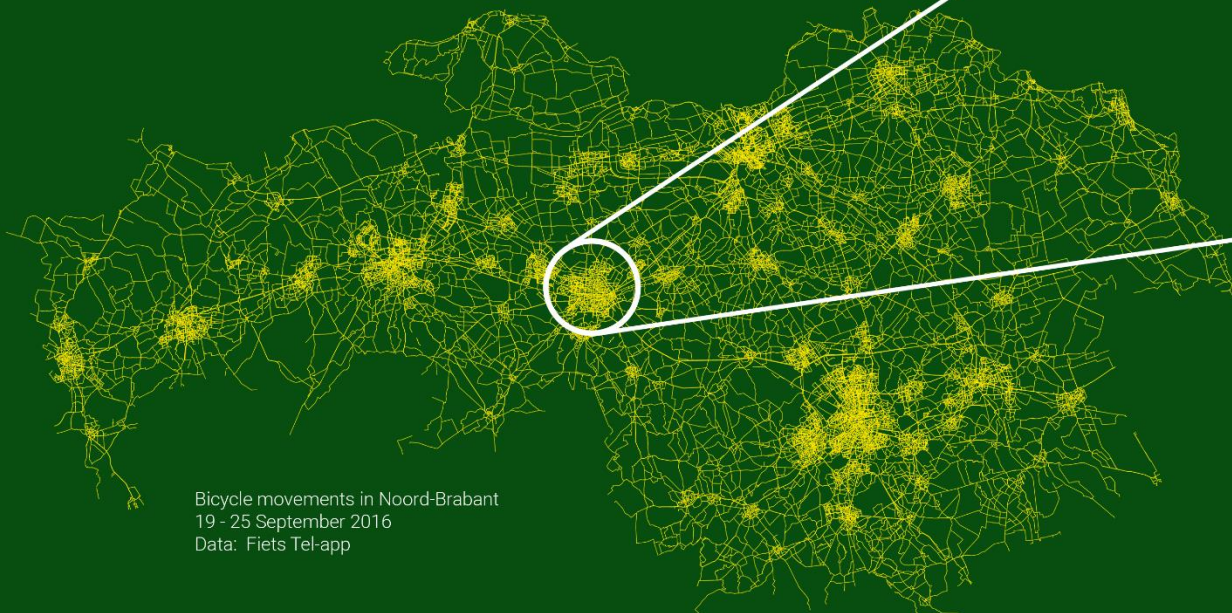 Bicycle movements in Noord-Brabant
19 - 25 September 2016
Data: Fiets Tel-app